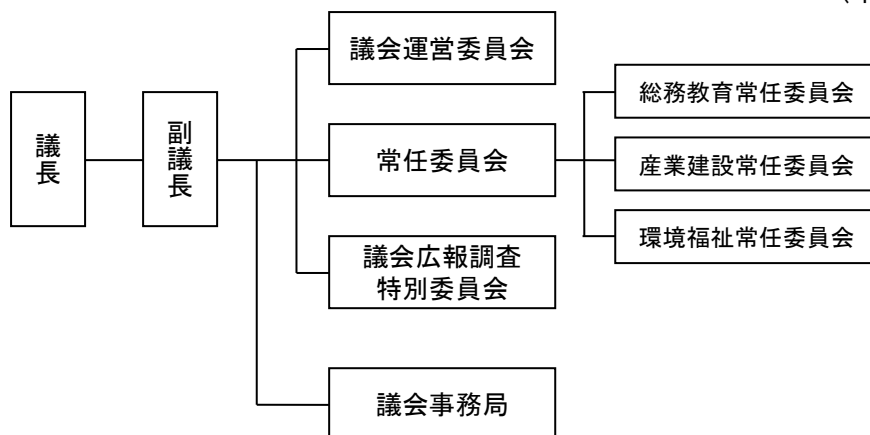 議長
副議長
議会運営委員会
常任委員会
議会広報調査
特別委員会
議会事務局
総務教育常任委員会
産業建設常任委員会
環境福祉常任委員会